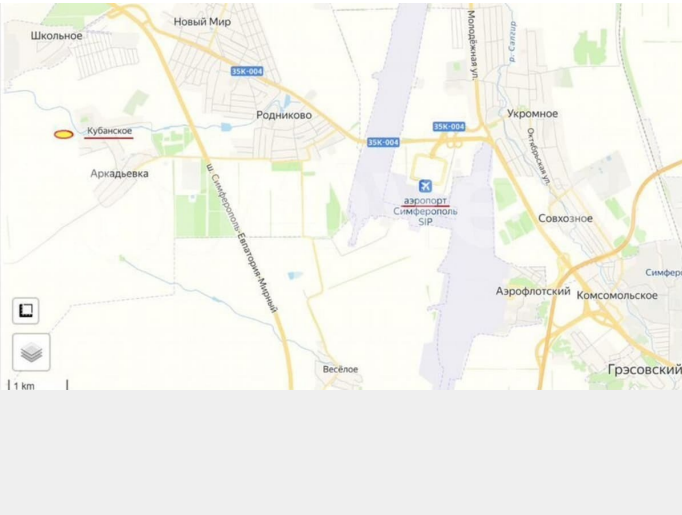 Новый Мир
Школьное
Молодёжная ул.
р. Салгир
35К-004
Родниково
Укромное
35К-004
Кубанское
35К-004
Октябрьская ул.
Аркадьевка
ш. Симферополь-Евпатория-Мирный
аэропорт
Симферополь
SIP
Совхозное
Симфер
Аэрофлотский
Комсомольское
Весёлое
Грэсовский
1 km